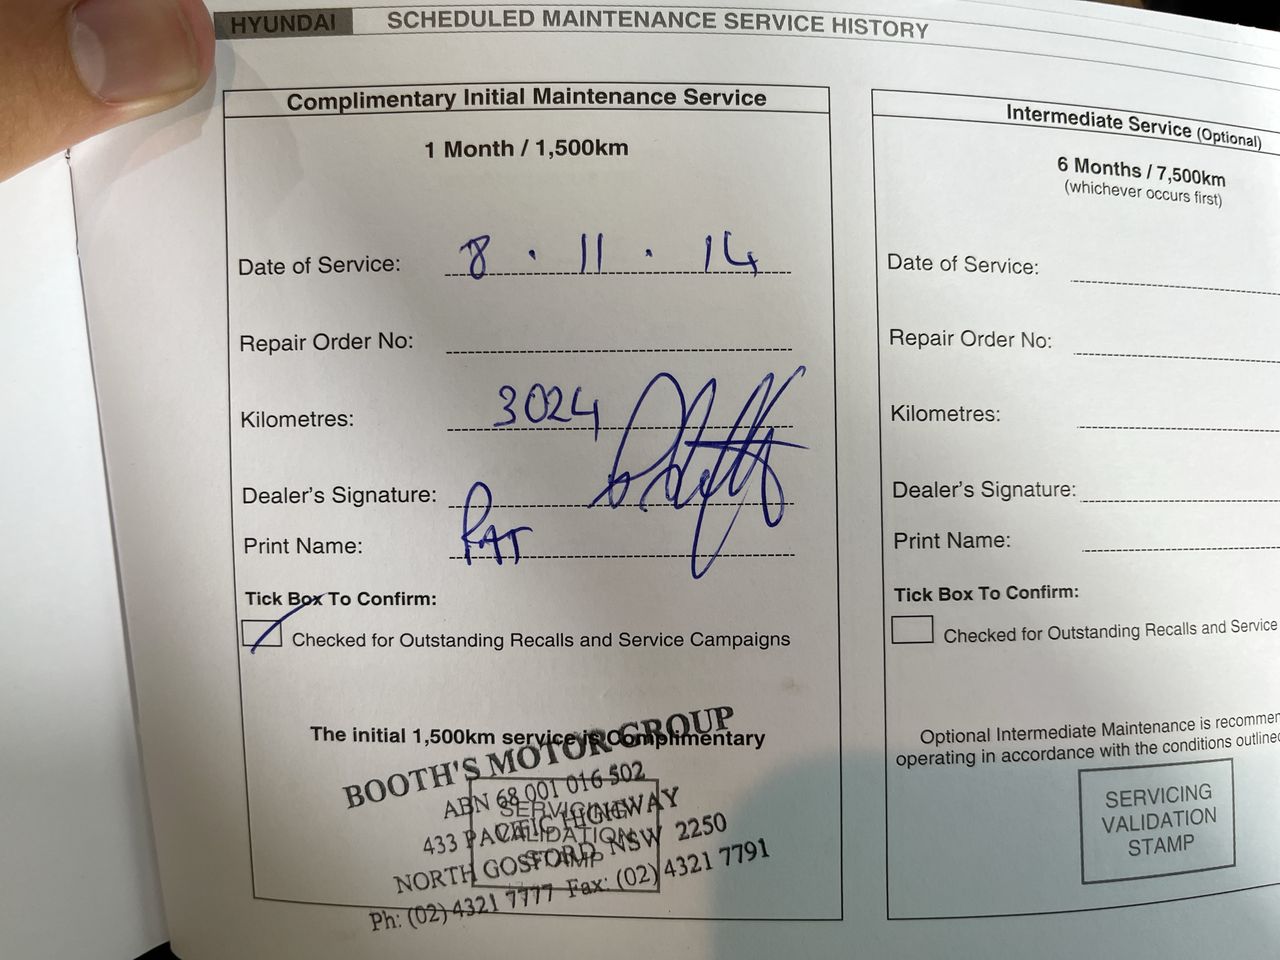 HYUNDAI SCHEDULED MAINTENANCE SERVICE HISTORY
Complimentary Initial Maintenance Service
1 Month / 1,500km
Date of Service: 8 . 11 . 14
Repair Order No:
Kilometres: 3024
Dealer's Signature:
Print Name: PAT
Tick Box To Confirm:
Checked for Outstanding Recalls and Service Campaigns
The initial 1,500km service is Complimentary
BOOTH'S MOTOR GROUP
ABN 68 001 016 502
433 PACIFIC HIGHWAY
NORTH GOSFORD NSW 2250
Ph: (02) 4321 7777 Fax: (02) 4321 7791
SERVICING
VALIDATION
STAMP
Intermediate Service (Optional)
6 Months / 7,500km
(whichever occurs first)
Date of Service:
Repair Order No:
Kilometres:
Dealer's Signature:
Print Name:
Tick Box To Confirm:
Checked for Outstanding Recalls and Service
Optional Intermediate Maintenance is
operating in accordance with the conditions
SERVICING
VALIDATION
STAMP